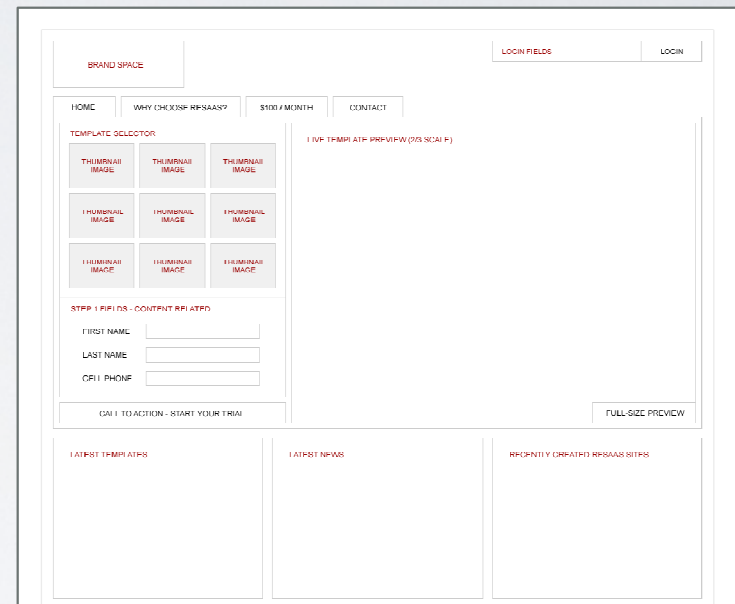 BRAND SPACE
LOGIN FIELDS
LOGIN
HOME
WHY CHOOSE RESAAS?
$100 / MONTH
CONTACT
TEMPLATE SELECTOR
THUMBNAIL
IMAGE
THUMBNAIL
IMAGE
THUMBNAIL
IMAGE
THUMBNAIL
IMAGE
THUMBNAIL
IMAGE
THUMBNAIL
IMAGE
THUMBNAIL
IMAGE
THUMBNAIL
IMAGE
THUMBNAIL
IMAGE
STEP 1 FIELDS - CONTENT RELATED
FIRST NAME
LAST NAME
CELL PHONE
CALL TO ACTION - START YOUR TRIAL
LIVE TEMPLATE PREVIEW (2/3 SCALE)
FULL-SIZE PREVIEW
LATEST TEMPLATES
LATEST NEWS
RECENTLY CREATED RESAAS SITES